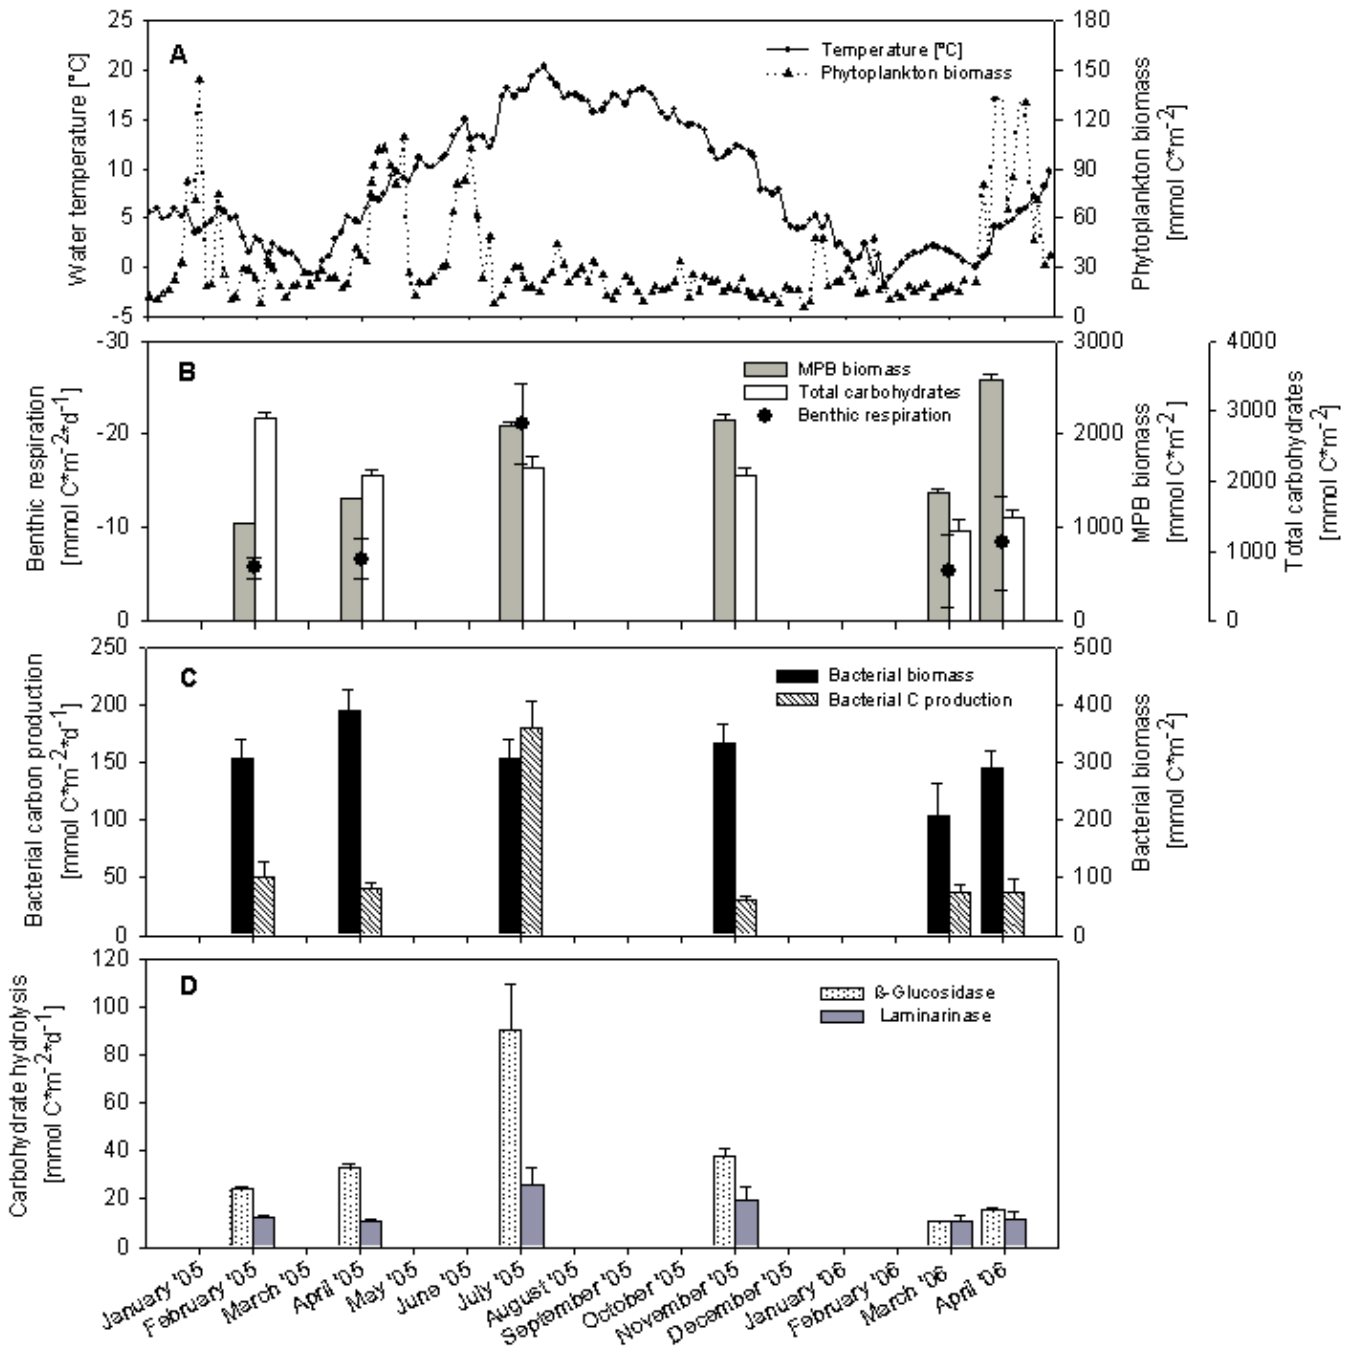 A
Temperature [°C]
Phytoplankton biomass
25
20
15
10
5
0
-5
Water temperature [°C]
180
150
120
90
60
30
0
Phytoplankton biomass
[mmol C*m-2]
B
MPB biomass
Total carbohydrates
Benthic respiration
-30
-20
-10
0
Benthic respiration
[mmol C*m-2*d-1]
3000
2000
1000
0
MPB biomass
[mmol C*m-2]
4000
3000
2000
1000
0
Total carbohydrates
[mmol C*m-2]
C
Bacterial biomass
Bacterial C production
250
200
150
100
50
0
Bacterial carbon production
[mmol C*m-2*d-1]
500
400
300
200
100
0
Bacterial biomass
[mmol C*m-2]
D
ß-Glucosidase
Laminarinase
120
100
80
60
40
20
0
Carbohydrate hydrolysis
[mmol C*m-2*d-1]
January '05
February '05
March '05
April '05
May '05
June '05
July '05
August '05
September '05
October '05
November '05
December '05
January '06
February '06
March '06
April '06